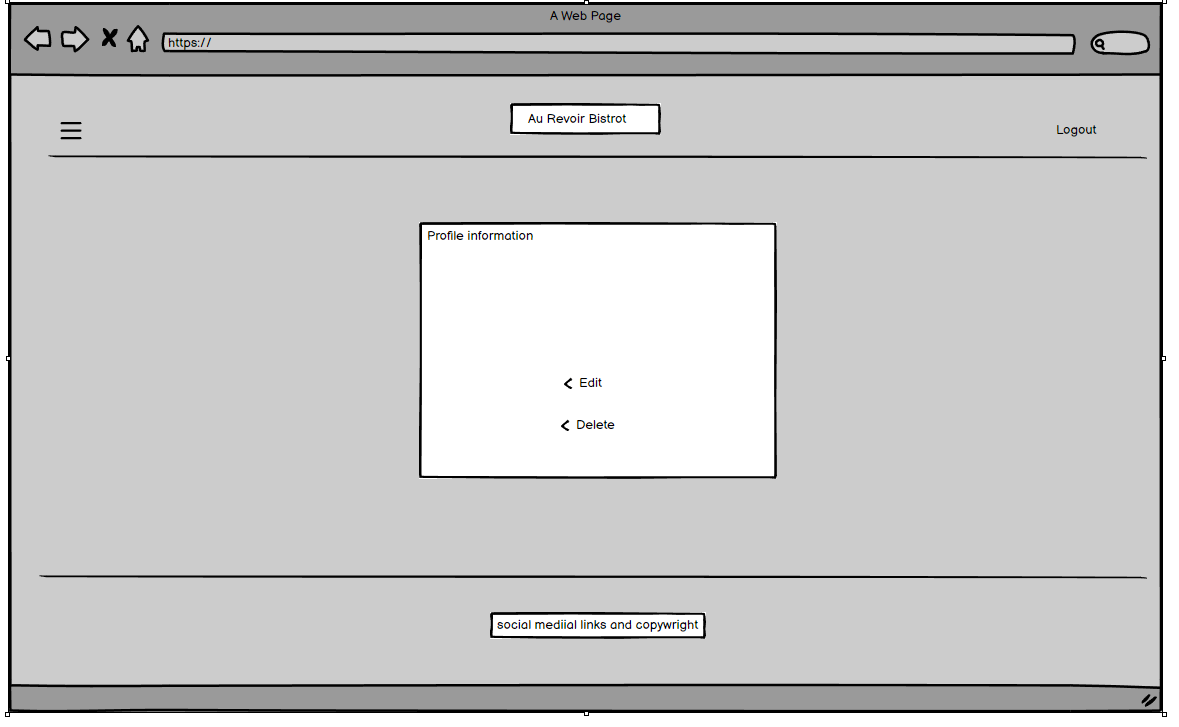 A Web Page
https://
Au Revoir Bistrot
Logout
Profile information
Edit
Delete
social mediial links and copywright